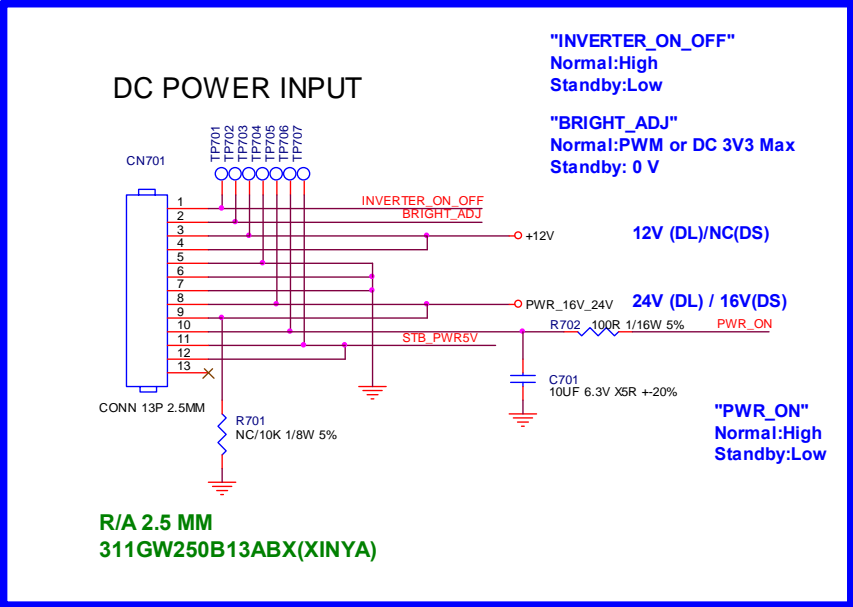 "INVERTER_ON_OFF"
Normal:High
Standby:Low
DC POWER INPUT
"BRIGHT_ADJ"
Normal:PWM or DC 3V3 Max
Standby: 0 V
TP701
TP702
TP703
TP704
TP705
TP706
TP707
CN701
1
INVERTER_ON_OFF
2
BRIGHT_ADJ
3
+12V
12V (DL)/NC(DS)
4
5
6
7
8
PWR_16V_24V
24V (DL) / 16V(DS)
9
10
R702
100R 1/16W 5%
PWR_ON
11
STB_PWR5V
12
13
C701
10UF 6.3V X5R +-20%
CONN 13P 2.5MM
"PWR_ON"
Normal:High
Standby:Low
R701
NC/10K 1/8W 5%
R/A 2.5 MM
311GW250B13ABX(XINYA)